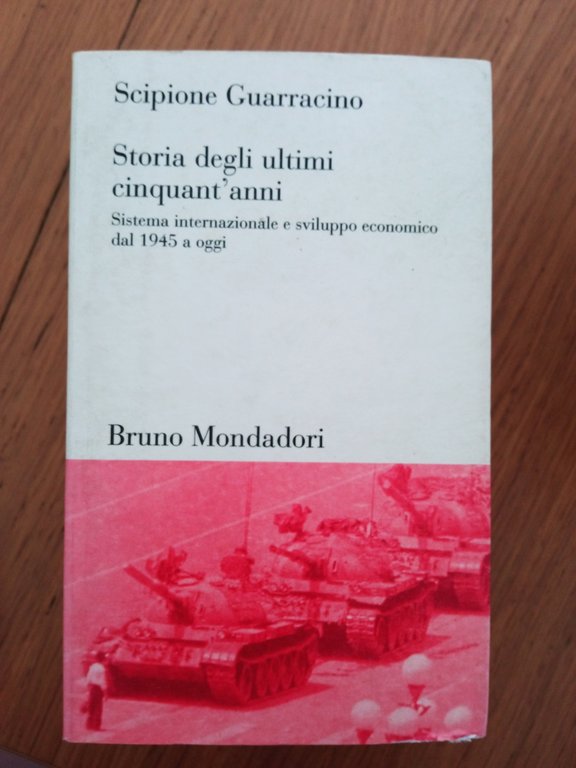 Scipione Guarracino
Storia degli ultimi
cinquant'anni
Sistema internazionale e sviluppo economico
dal 1945 a oggi
Bruno Mondadori